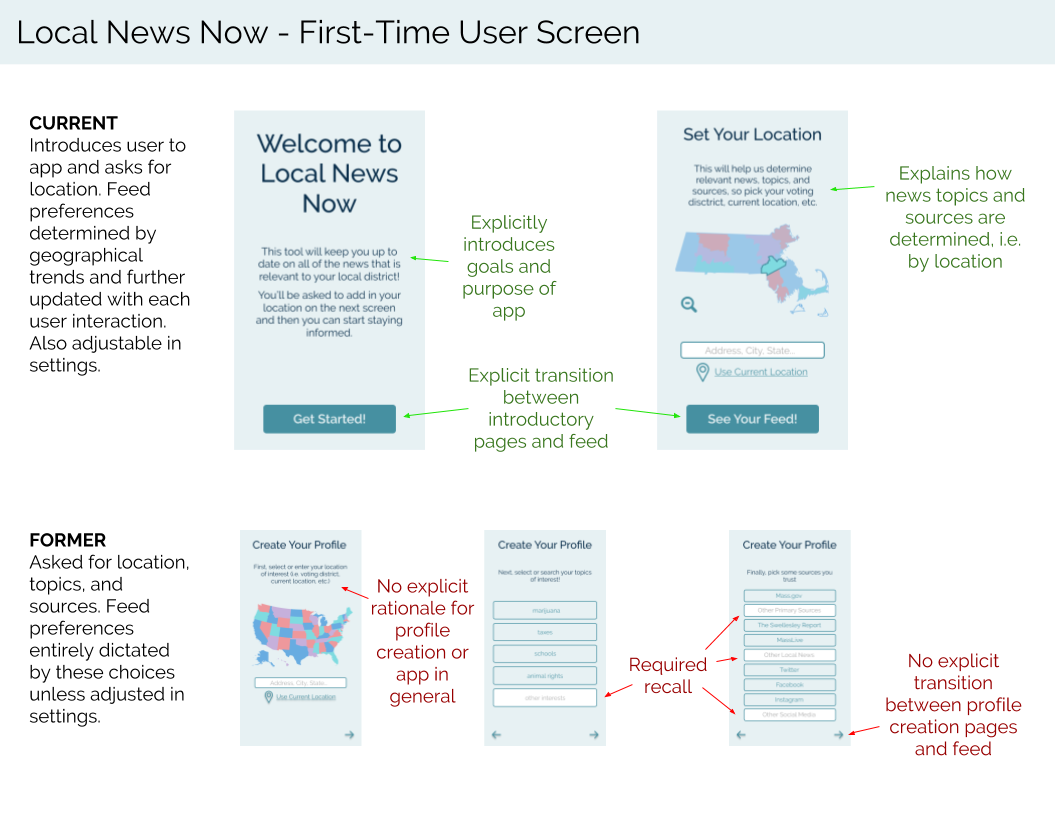 Local News Now - First-Time User Screen
CURRENT
Introduces user to
app and asks for
location. Feed
preferences
determined by
geographical
trends and further
updated with each
user interaction.
Also adjustable in
settings.
Welcome to
Local News
Now
This tool will keep you up to
date on all of the news that is
relevant to your local district!
You'll be asked to add in your
location on the next screen
and then you can start staying
informed.
Get Started!
Explicitly
introduces
goals and
purpose of
app
Explicit transition
between
introductory
pages and feed
Set Your Location
This will help us determine
relevant news, topics, and
sources, so pick your voting
disctrict, current location, etc.
Address, City, State...
Use Current Location
See Your Feed!
Explains how
news topics and
sources are
determined, i.e.
by location
FORMER
Asked for location,
topics, and
sources. Feed
preferences
entirely dictated
by these choices
unless adjusted in
settings.
Create Your Profile
First, select or enter your location
of interest (i.e. voting district,
current location, etc.)
Address, City, State...
Use Current Location
No explicit
rationale for
profile
creation or
app in
general
Create Your Profile
Next, select or search your topics
of interest!
marijuana
taxes
schools
animal rights
other interests
Required
recall
Create Your Profile
Finally, pick some sources you
trust
Mass.gov
Other Primary Sources
The Swellesley Report
MassLive
Other Local News
Twitter
Facebook
Instagram
Other Social Media
No explicit
transition
between profile
creation pages
and feed